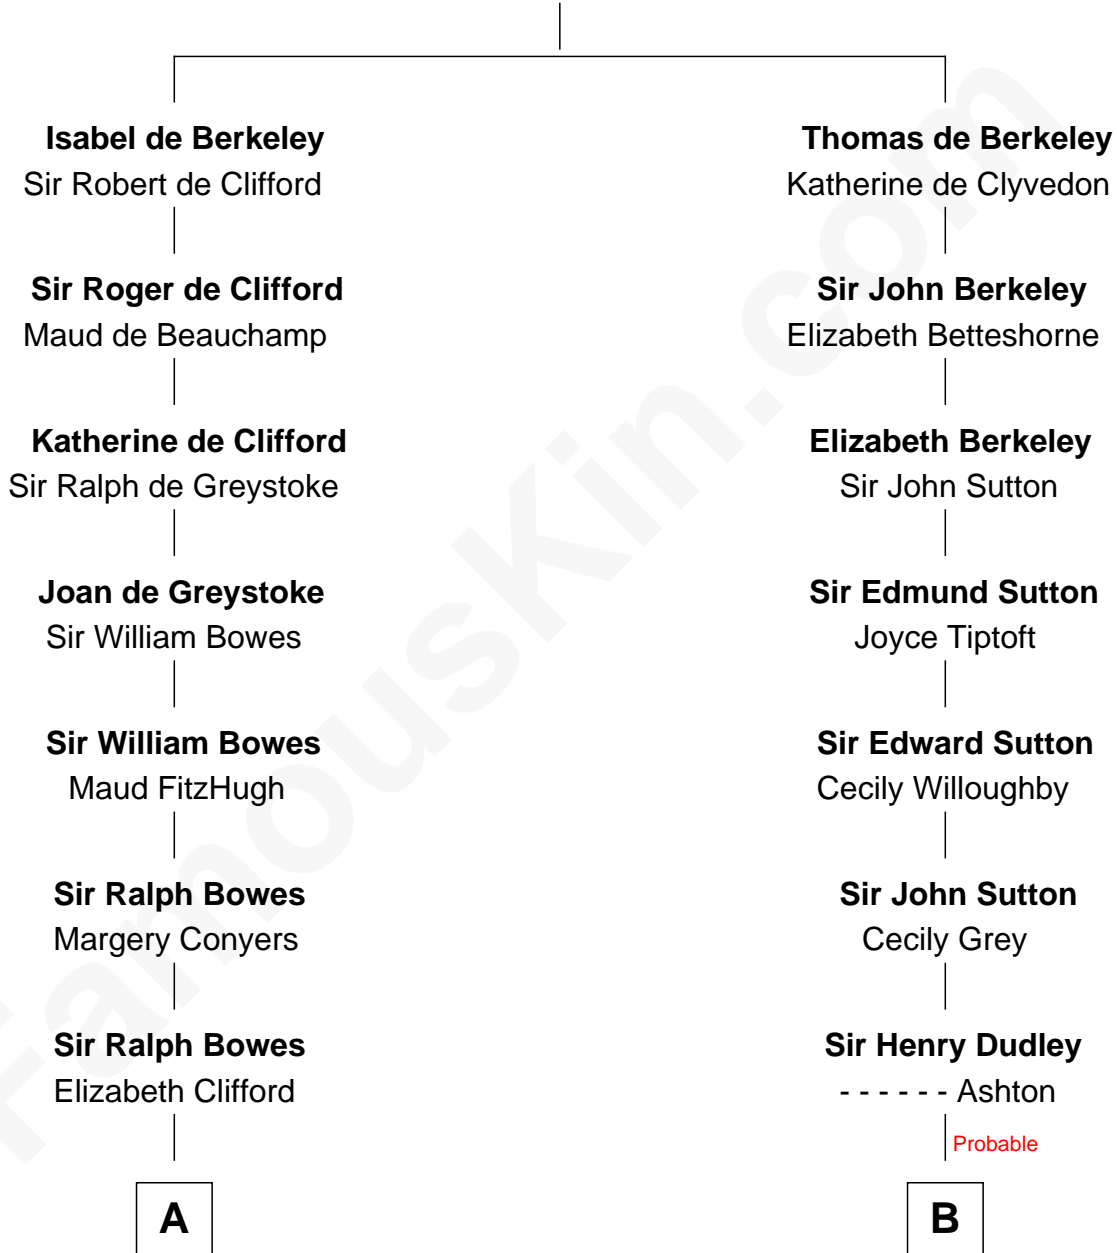 Isabel de Berkeley
Sir Robert de Clifford
Sir Roger de Clifford
Maud de Beauchamp
Katherine de Clifford
Sir Ralph de Greystoke
Joan de Greystoke
Sir William Bowes
Sir William Bowes
Maud FitzHugh
Sir Ralph Bowes
Margery Conyers
Sir Ralph Bowes
Elizabeth Clifford
A
Thomas de Berkeley
Katherine de Clyvedon
Sir John Berkeley
Elizabeth Betteshorne
Elizabeth Berkeley
Sir John Sutton
Sir Edmund Sutton
Joyce Tiptoft
Sir Edward Sutton
Cecily Willoughby
Sir John Sutton
Cecily Grey
Sir Henry Dudley
- - - - - - Ashton
Probable
B
FamousKin.com